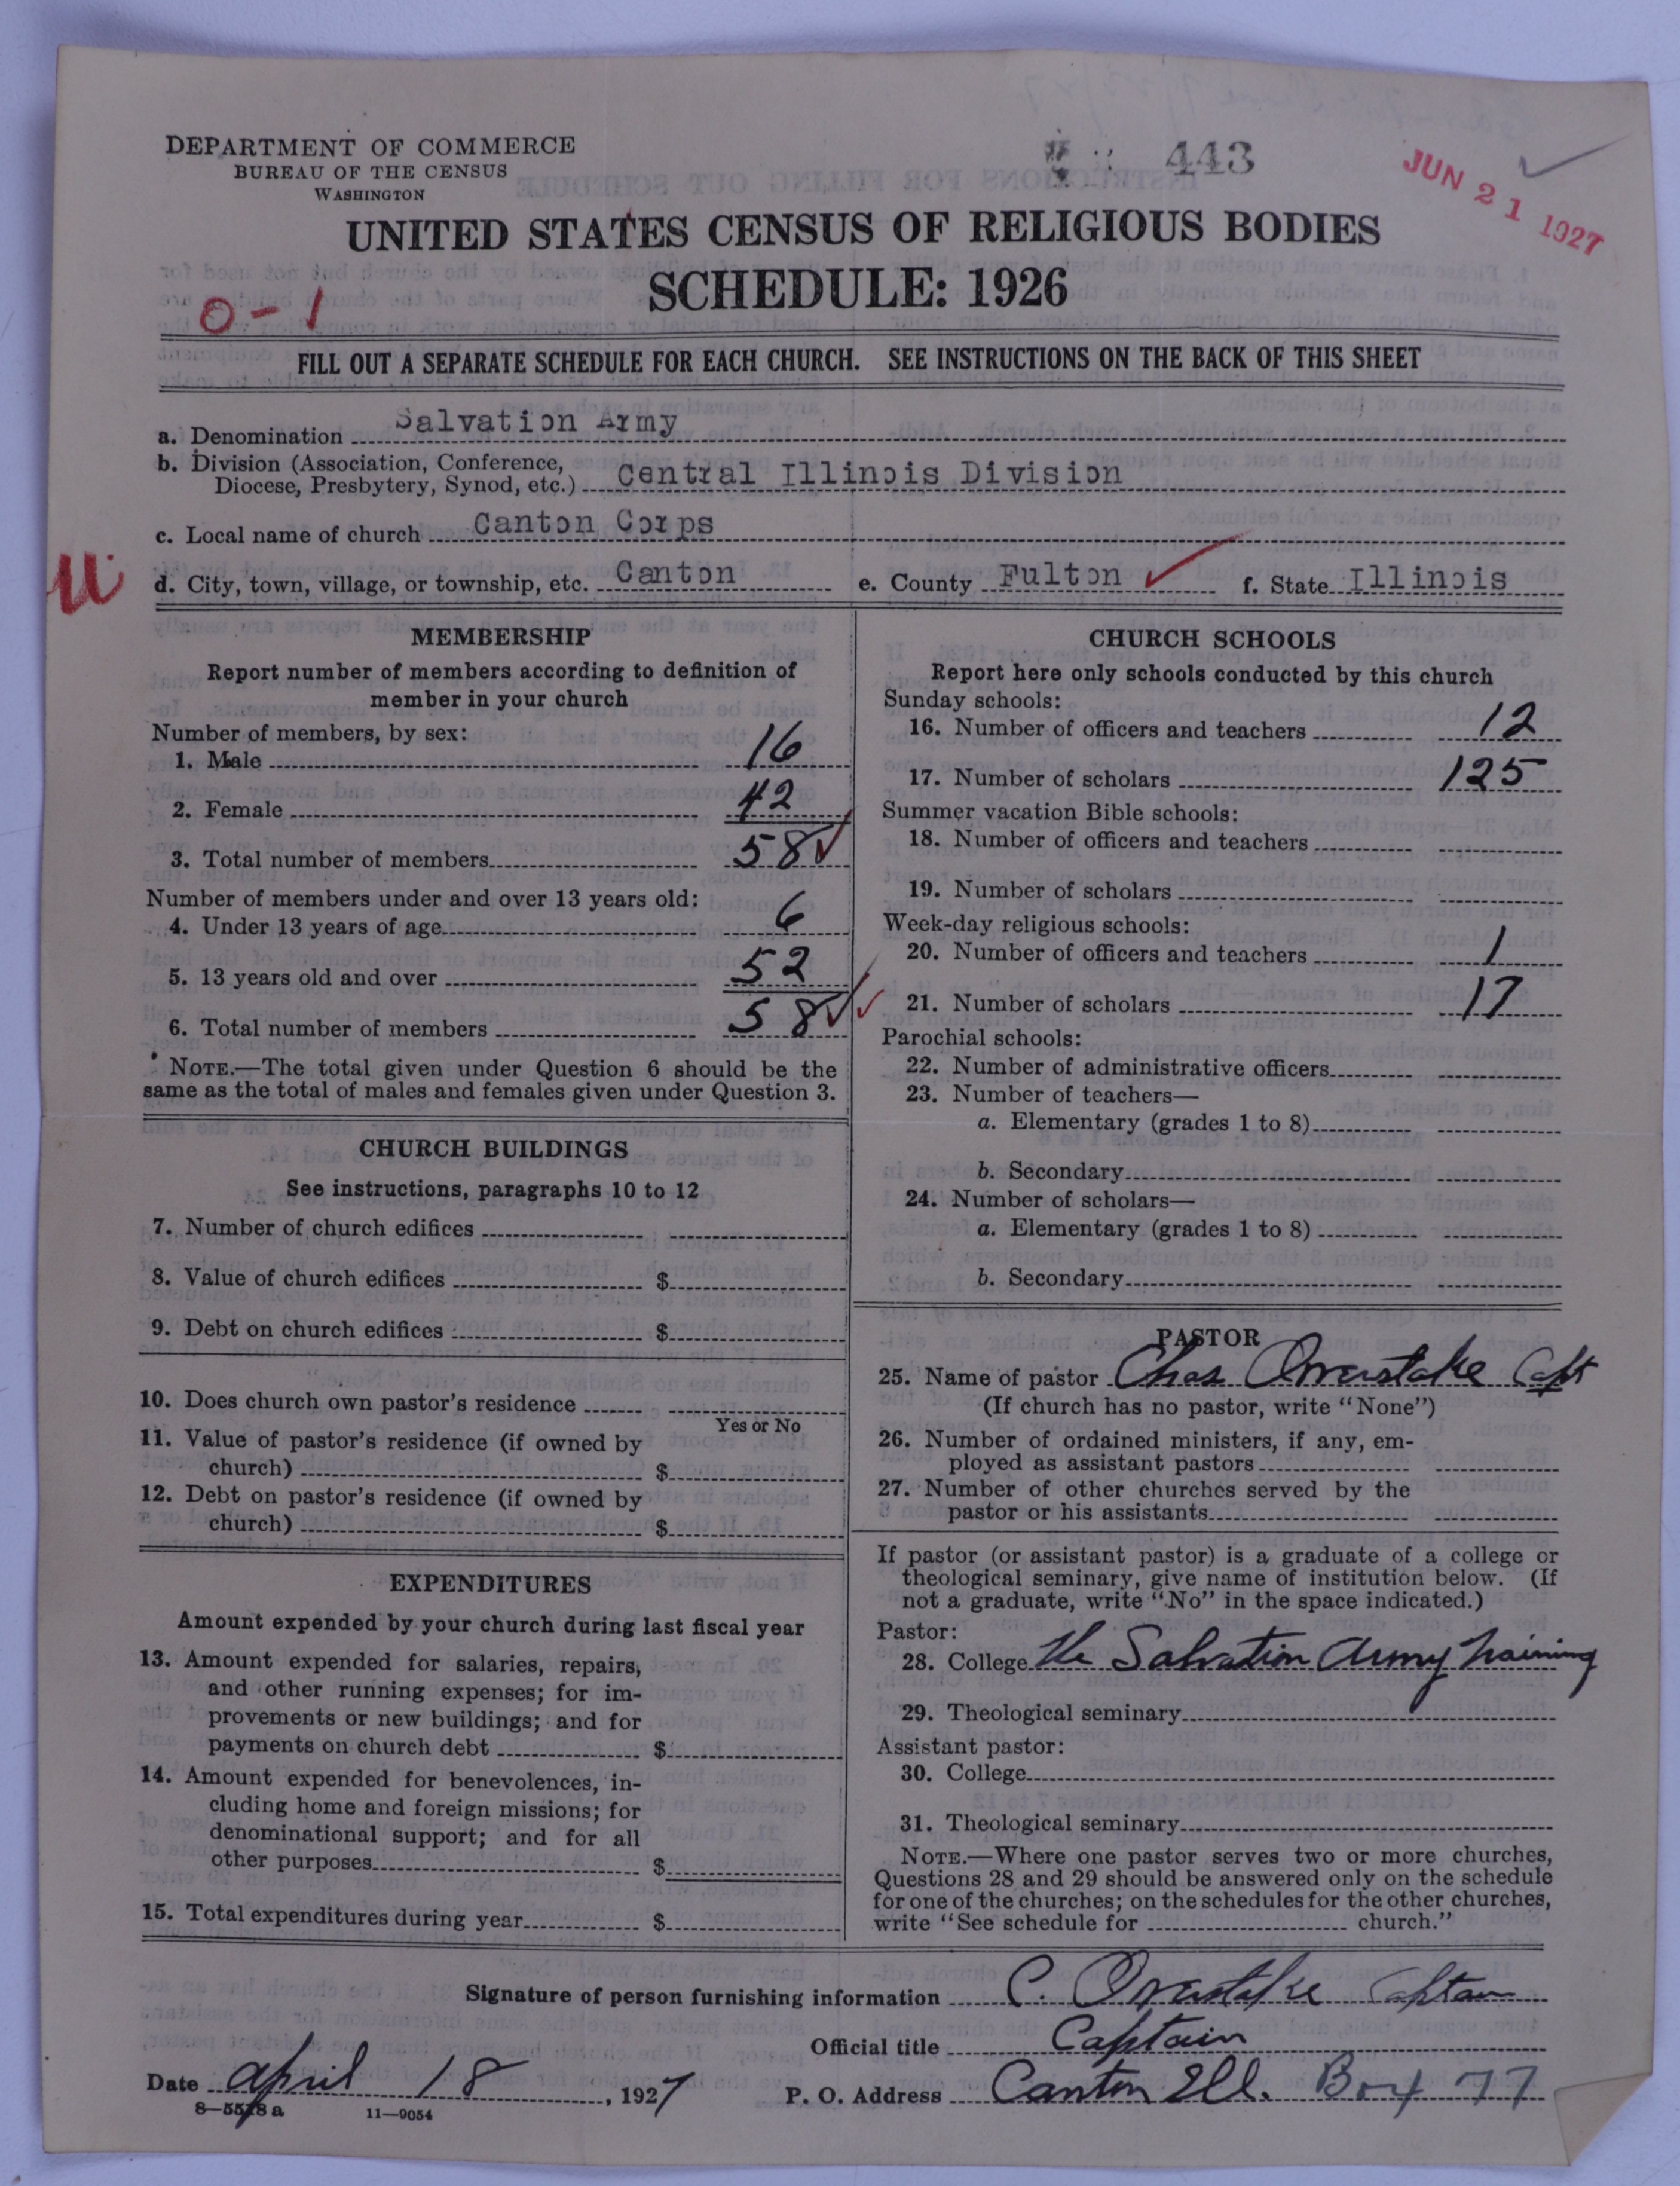 DEPARTMENT OF COMMERCE
BUREAU OF THE CENSUS
WASHINGTON
443
JUN 21 1927
UNITED STATES CENSUS OF RELIGIOUS BODIES
SCHEDULE: 1926
0-1
FILL OUT A SEPARATE SCHEDULE FOR EACH CHURCH. SEE INSTRUCTIONS ON THE BACK OF THIS SHEET
a. Denomination Salvation Army
b. Division (Association, Conference,
Diocese, Presbytery, Synod, etc.) Central Illinois Division
c. Local name of church Canton Corps
u
d. City, town, village, or township, etc. Canton e. County Fulton f. State Illinois
MEMBERSHIP
Report number of members according to definition of
member in your church
Number of members, by sex:
1. Male 16
2. Female 42
3. Total number of members 58
Number of members under and over 13 years old:
4. Under 13 years of age 6
5. 13 years old and over 52
6. Total number of members 58
NOTE.—The total given under Question 6 should be the
same as the total of males and females given under Question 3.
CHURCH BUILDINGS
See instructions, paragraphs 10 to 12
7. Number of church edifices
8. Value of church edifices $
9. Debt on church edifices $
10. Does church own pastor's residence
Yes or No
11. Value of pastor's residence (if owned by
church) $
12. Debt on pastor's residence (if owned by
church) $
EXPENDITURES
Amount expended by your church during last fiscal year
13. Amount expended for salaries, repairs,
and other running expenses; for im-
provements or new buildings; and for
payments on church debt $
14. Amount expended for benevolences, in-
cluding home and foreign missions; for
denominational support; and for all
other purposes $
15. Total expenditures during year $
CHURCH SCHOOLS
Report here only schools conducted by this church
Sunday schools:
16. Number of officers and teachers 12
17. Number of scholars 125
Summer vacation Bible schools:
18. Number of officers and teachers
19. Number of scholars
Week-day religious schools:
20. Number of officers and teachers 1
21. Number of scholars 17
Parochial schools:
22. Number of administrative officers
23. Number of teachers—
a. Elementary (grades 1 to 8)
b. Secondary
24. Number of scholars—
a. Elementary (grades 1 to 8)
b. Secondary
PASTOR
25. Name of pastor Chas Overstake Capt
(If church has no pastor, write "None")
26. Number of ordained ministers, if any, em-
ployed as assistant pastors
27. Number of other churches served by the
pastor or his assistants
If pastor (or assistant pastor) is a graduate of a college or
theological seminary, give name of institution below. (If
not a graduate, write "No" in the space indicated.)
Pastor:
28. College The Salvation Army Training
29. Theological seminary
Assistant pastor:
30. College
31. Theological seminary
NOTE.—Where one pastor serves two or more churches,
Questions 28 and 29 should be answered only on the schedule
for one of the churches; on the schedules for the other churches,
write "See schedule for church."
Signature of person furnishing information C. Overstake Captain
Official title Captain
Date April 18, 1927 P. O. Address Canton Ill. Box 77
8—5518 a 11—9054